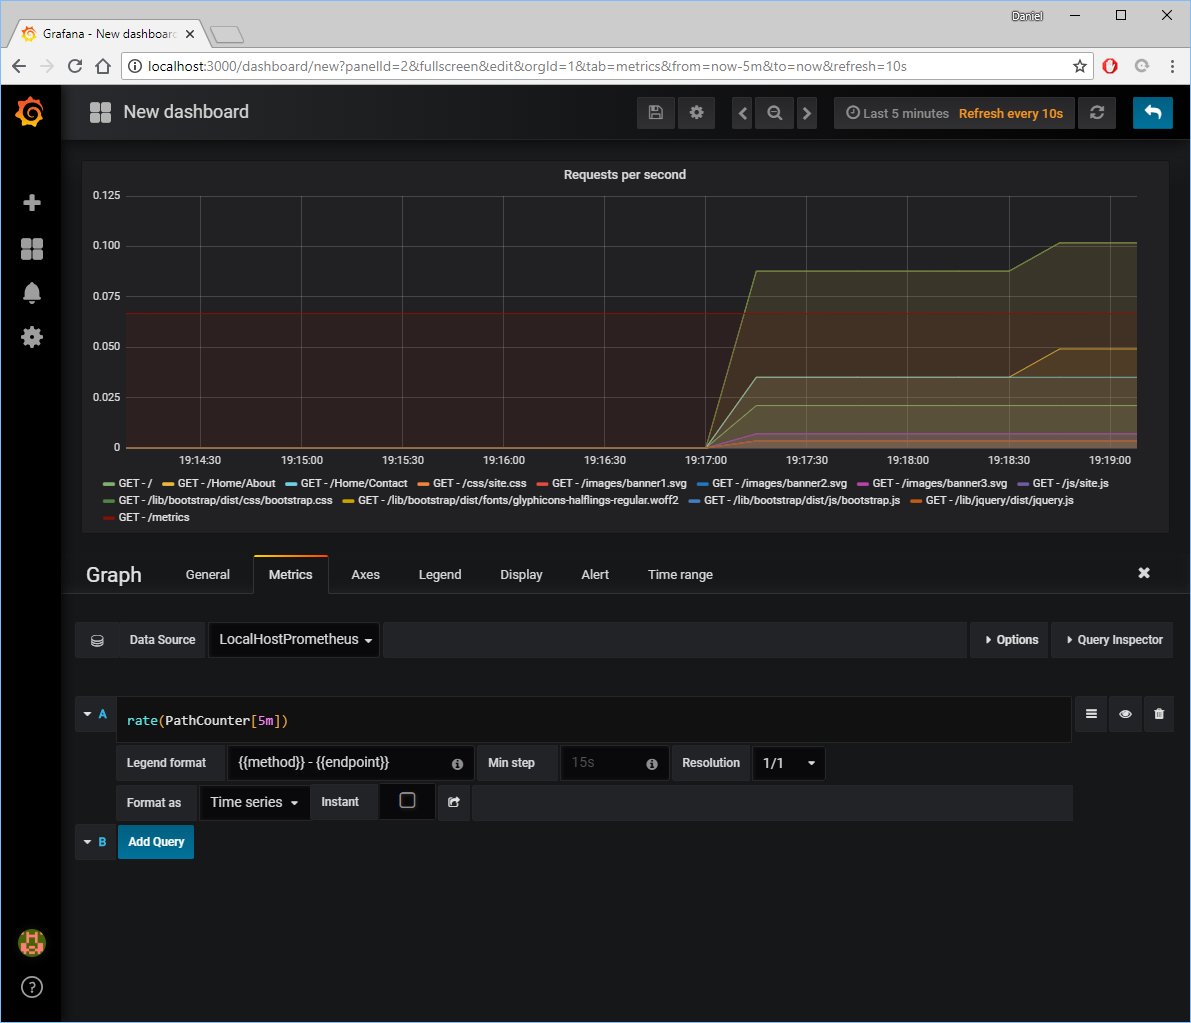 Daniel
Grafana - New dashboard
localhost:3000/dashboard/new?panelId=2&fullscreen&edit&orgId=1&tab=metrics&from=now-5m&to=now&refresh=10s
New dashboard
Last 5 minutes Refresh every 10s
Requests per second
0.125
0.100
0.075
0.050
0.025
0
19:14:30 19:15:00 19:15:30 19:16:00 19:16:30 19:17:00 19:17:30 19:18:00 19:18:30 19:19:00
GET - / GET - /Home/About GET - /Home/Contact GET - /css/site.css GET - /images/banner1.svg GET - /images/banner2.svg GET - /images/banner3.svg GET - /js/site.js
GET - /lib/bootstrap/dist/css/bootstrap.css GET - /lib/bootstrap/dist/fonts/glyphicons-halflings-regular.woff2 GET - /lib/bootstrap/dist/js/bootstrap.js GET - /lib/jquery/dist/jquery.js
GET - /metrics
Graph General Metrics Axes Legend Display Alert Time range
Data Source LocalHostPrometheus Options Query Inspector
A rate(PathCounter[5m])
Legend format {{method}} - {{endpoint}} Min step 15s Resolution 1/1
Format as Time series Instant
B Add Query